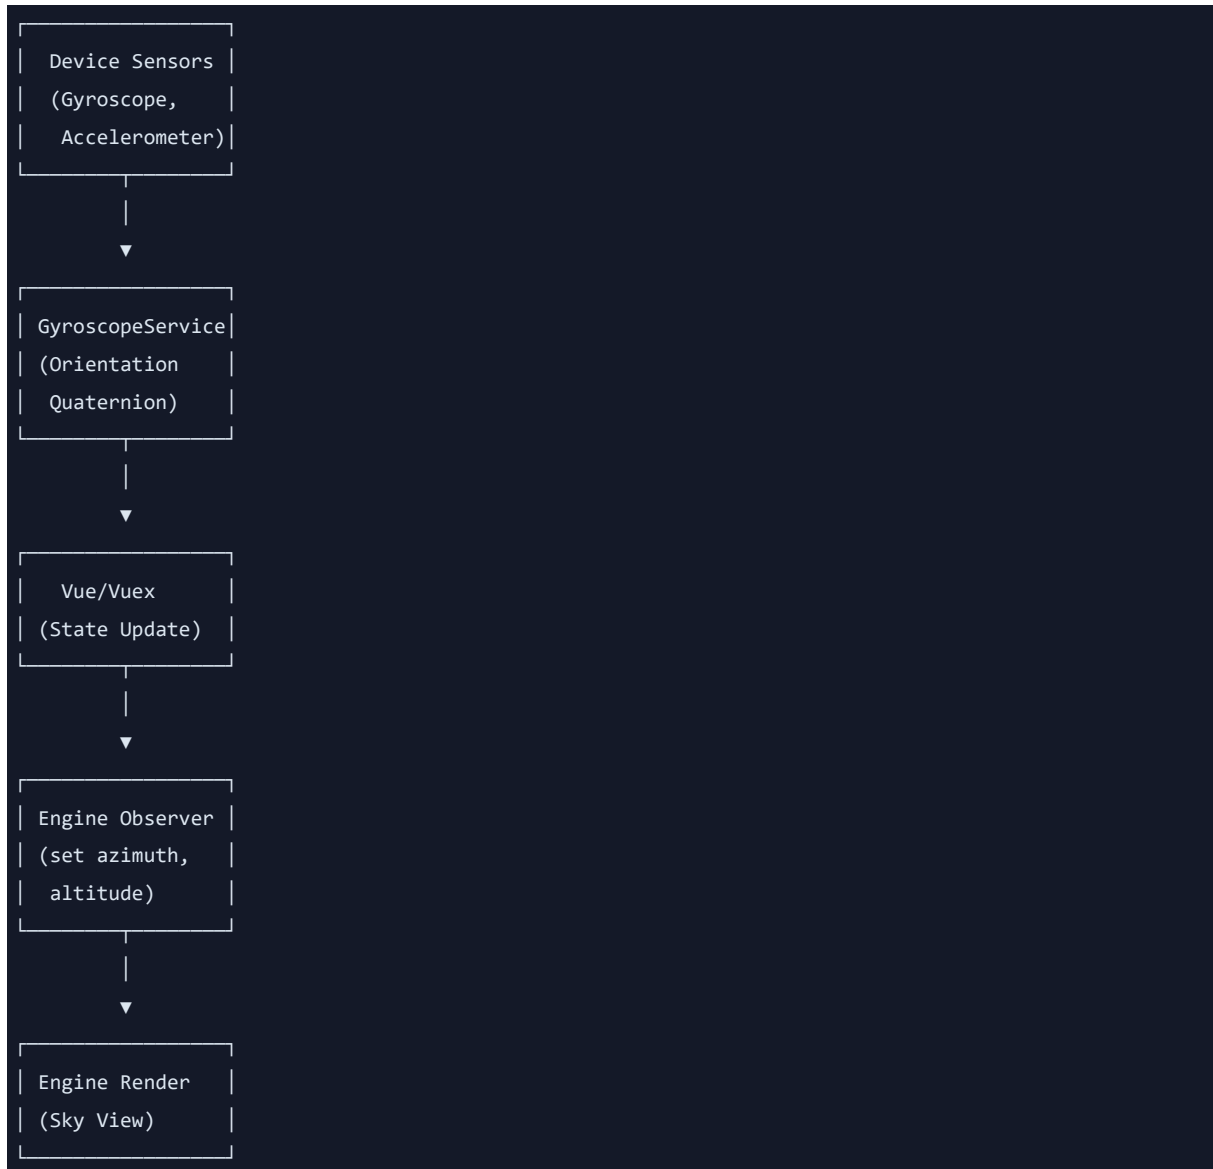 Device Sensors
(Gyroscope,
Accelerometer)
▼
GyroscopeService
(Orientation
Quaternion)
▼
Vue/Vuex
(State Update)
▼
Engine Observer
(set azimuth,
altitude)
▼
Engine Render
(Sky View)